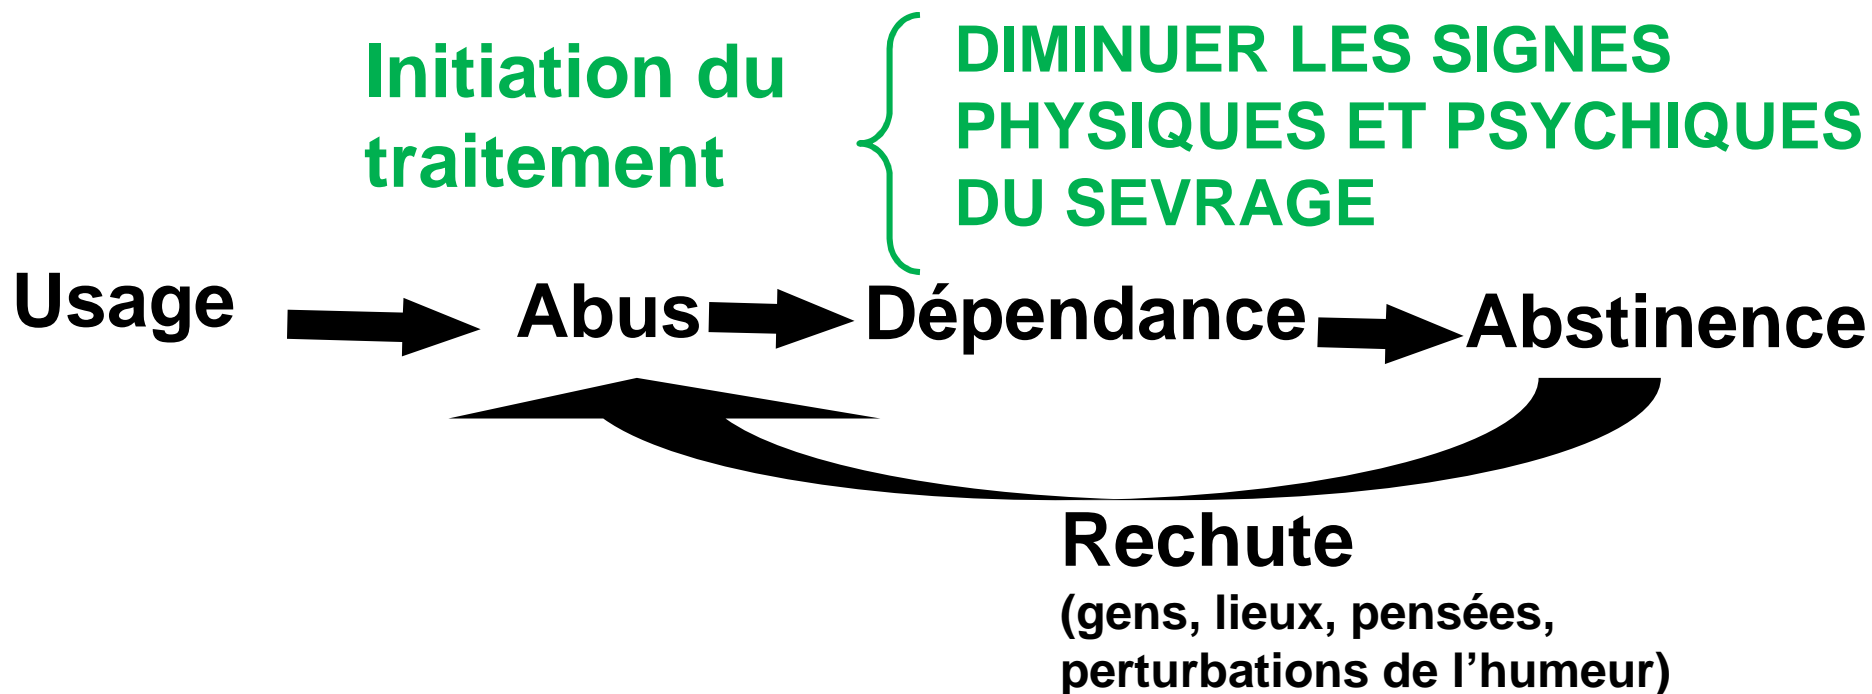 Initiation du
traitement
DIMINUER LES SIGNES
PHYSIQUES ET PSYCHIQUES
DU SEVRAGE
Usage
Abus
Dépendance
Abstinence
Rechute
(gens, lieux, pensées,
perturbations de l’humeur)